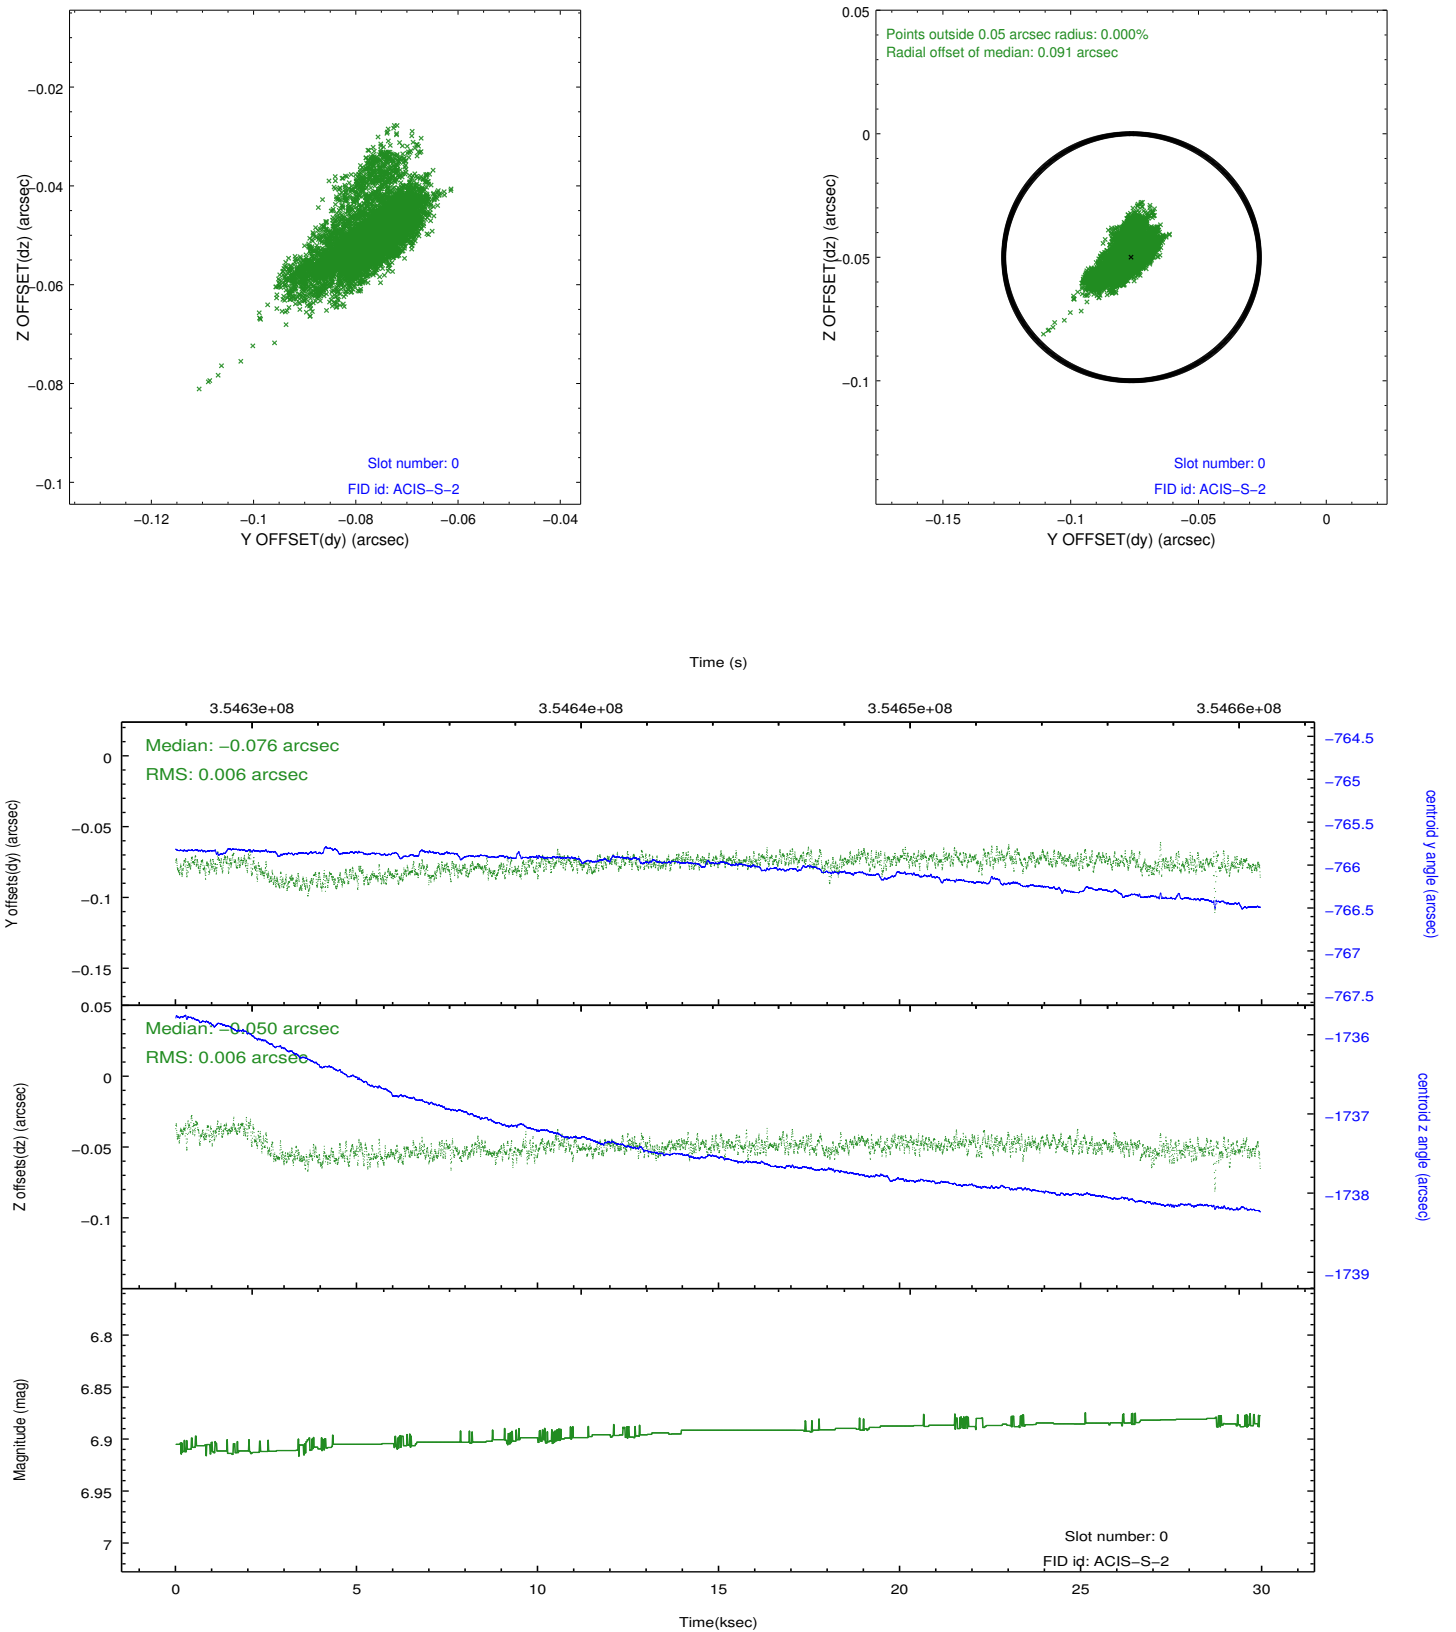 −0.02
−0.04
−0.06
−0.08
−0.1
Z OFFSET(dz) (arcsec)
Slot number: 0
FID id: ACIS−S−2
−0.12
−0.1
−0.08
−0.06
−0.04
Y OFFSET(dy) (arcsec)
0.05
0
−0.05
−0.1
Z OFFSET(dz) (arcsec)
Points outside 0.05 arcsec radius: 0.000%
Radial offset of median: 0.091 arcsec
Slot number: 0
FID id: ACIS−S−2
−0.15
−0.1
−0.05
0
Y OFFSET(dy) (arcsec)
Time (s)
3.5463e+08
3.5464e+08
3.5465e+08
3.5466e+08
Median: −0.076 arcsec
RMS: 0.006 arcsec
0
−0.05
−0.1
−0.15
Y offsets(dy) (arcsec)
−764.5
−765
−765.5
−766
−766.5
−767
−767.5
centroid y angle (arcsec)
Median: −0.050 arcsec
RMS: 0.006 arcsec
0.05
0
−0.05
−0.1
Z offsets(dz) (arcsec)
−1736
−1737
−1738
−1739
centroid z angle (arcsec)
6.8
6.85
6.9
6.95
7
Magnitude (mag)
Slot number: 0
FID id: ACIS−S−2
0
5
10
15
20
25
30
Time(ksec)